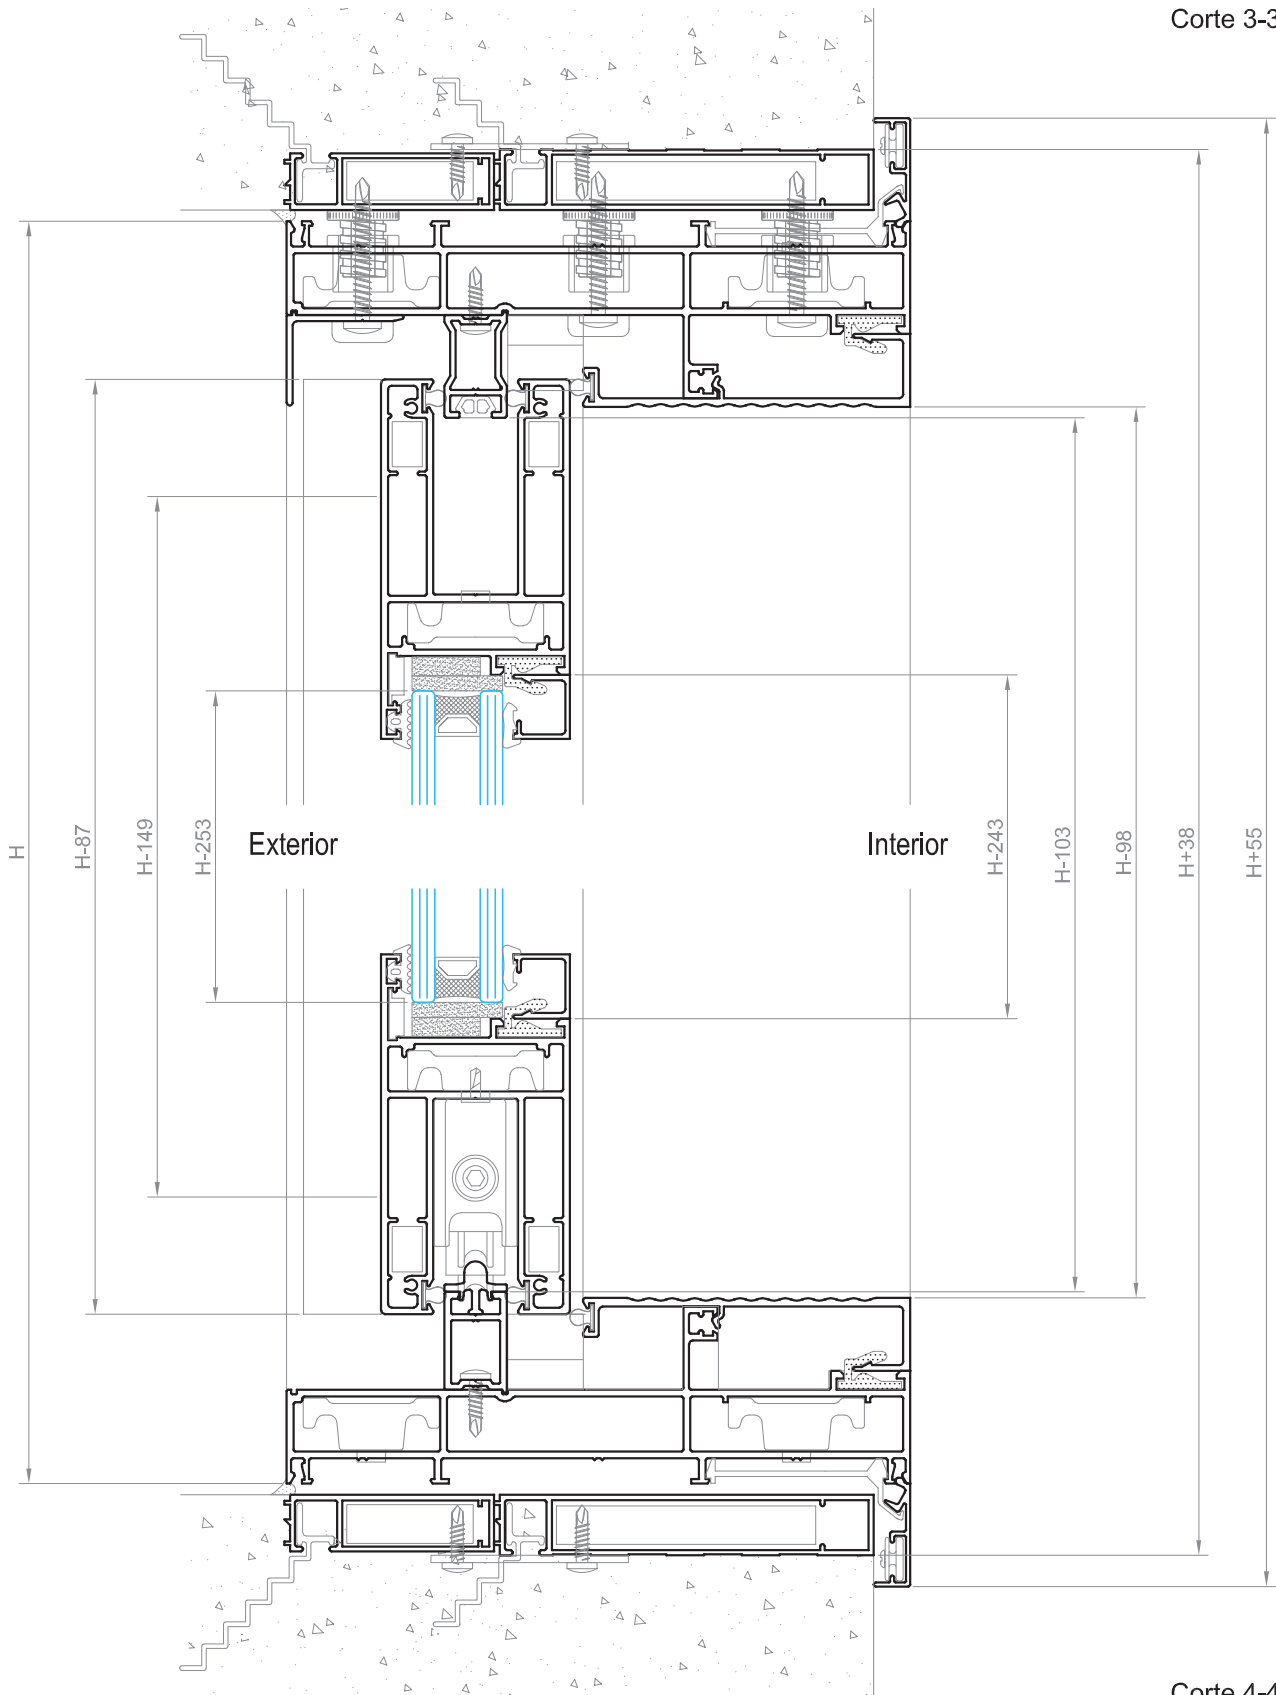 Corte 3-3
H
H-87
H-149
H-253
Exterior
Interior
H-243
H-103
H-98
H+38
H+55
Corte 4-4